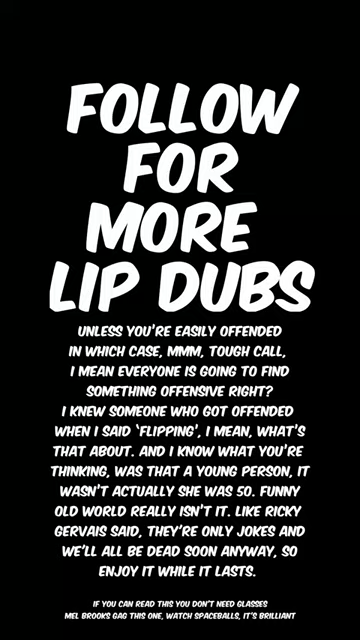 FOLLOW
FOR
MORE
LIP DUBS
UNLESS YOU'RE EASILY OFFENDED
IN WHICH CASE, MMM, TOUGH CALL,
I MEAN EVERYONE IS GOING TO FIND
SOMETHING OFFENSIVE RIGHT?
I KNEW SOMEONE WHO GOT OFFENDED
WHEN I SAID 'FLIPPING', I MEAN, WHAT'S
THAT ABOUT. AND I KNOW WHAT YOU'RE
THINKING, WAS THAT A YOUNG PERSON, IT
WASN'T ACTUALLY SHE WAS 50. FUNNY
OLD WORLD REALLY ISN'T IT. LIKE RICKY
GERVAIS SAID, THEY'RE ONLY JOKES AND
WE'LL ALL BE DEAD SOON ANYWAY, SO
ENJOY IT WHILE IT LASTS.
IF YOU CAN READ THIS YOU DON'T NEED GLASSES
MEL BROOKS GAG THIS ONE, WATCH SPACEBALLS, IT'S BRILLIANT